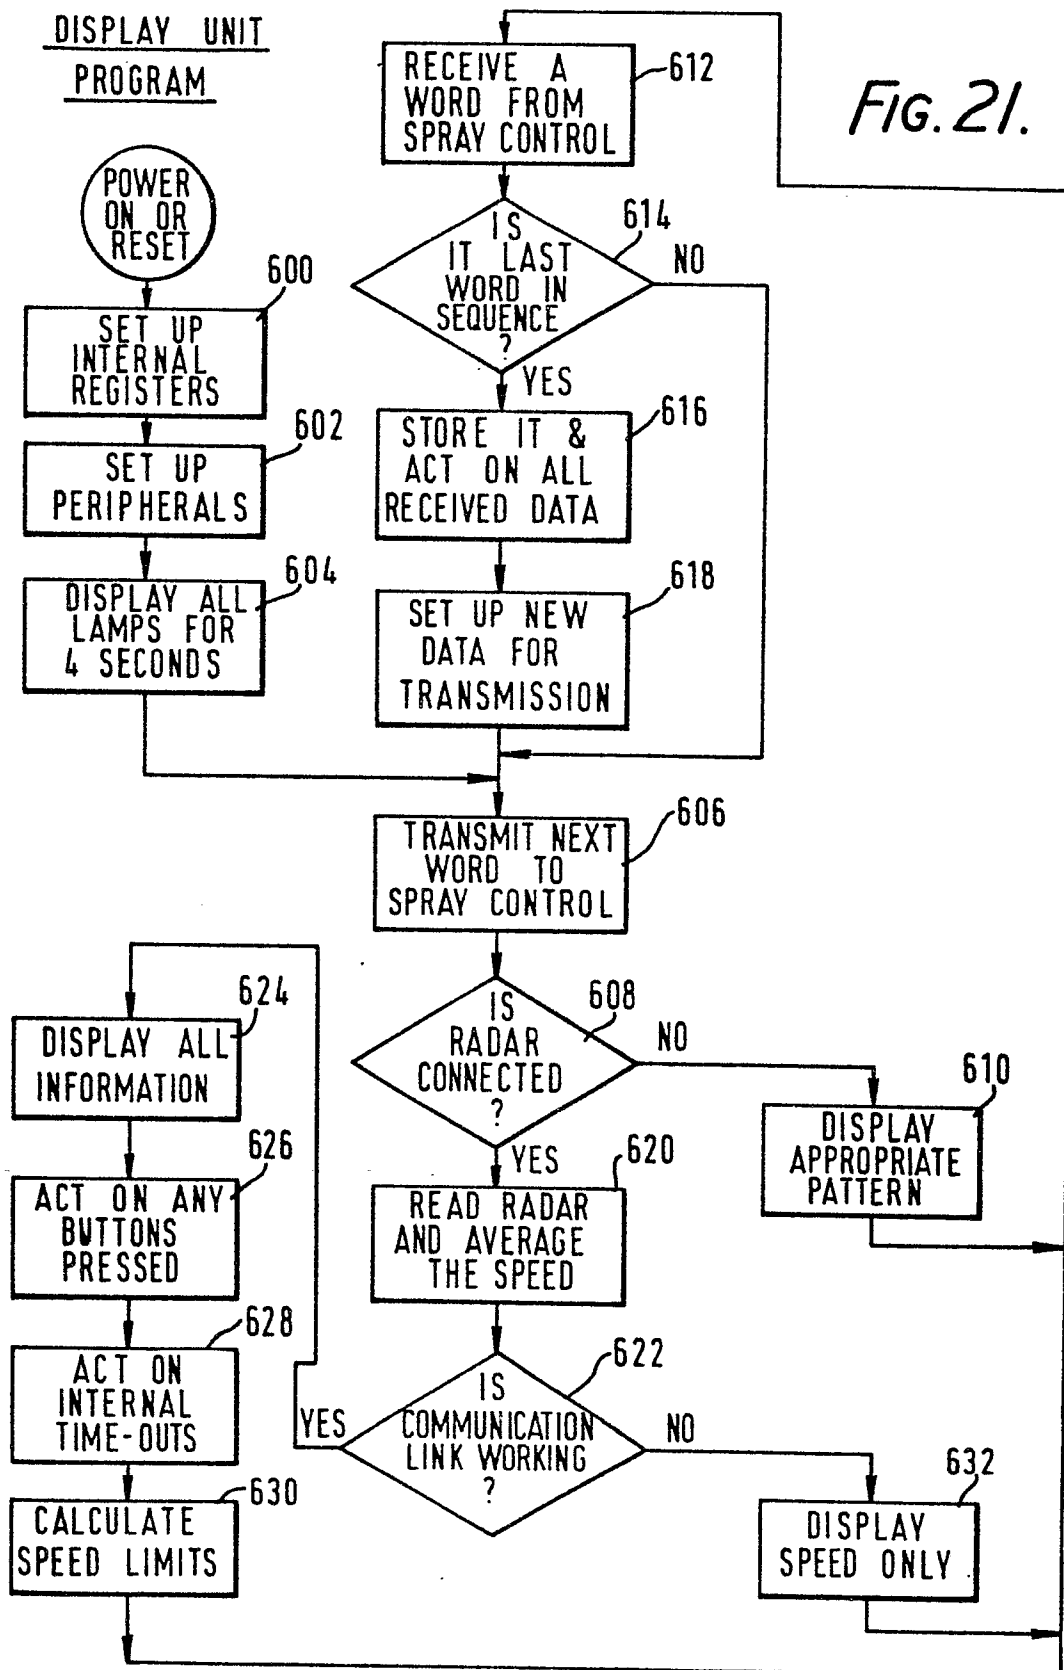 DISPLAY UNIT
PROGRAM
FIG. 21.
POWER
ON OR
RESET
600
SET UP
INTERNAL
REGISTERS
602
SET UP
PERIPHERALS
604
DISPLAY ALL
LAMPS FOR
4 SECONDS
612
RECEIVE A
WORD FROM
SPRAY CONTROL
614
IS
IT LAST
WORD IN
SEQUENCE
?
NO
YES
616
STORE IT &
ACT ON ALL
RECEIVED DATA
618
SET UP NEW
DATA FOR
TRANSMISSION
606
TRANSMIT NEXT
WORD TO
SPRAY CONTROL
608
IS
RADAR
CONNECTED
?
NO
YES
610
DISPLAY
APPROPRIATE
PATTERN
620
READ RADAR
AND AVERAGE
THE SPEED
622
IS
COMMUNICATION
LINK WORKING
?
YES
NO
632
DISPLAY
SPEED ONLY
624
DISPLAY ALL
INFORMATION
626
ACT ON ANY
BUTTONS
PRESSED
628
ACT ON
INTERNAL
TIME-OUTS
630
CALCULATE
SPEED LIMITS